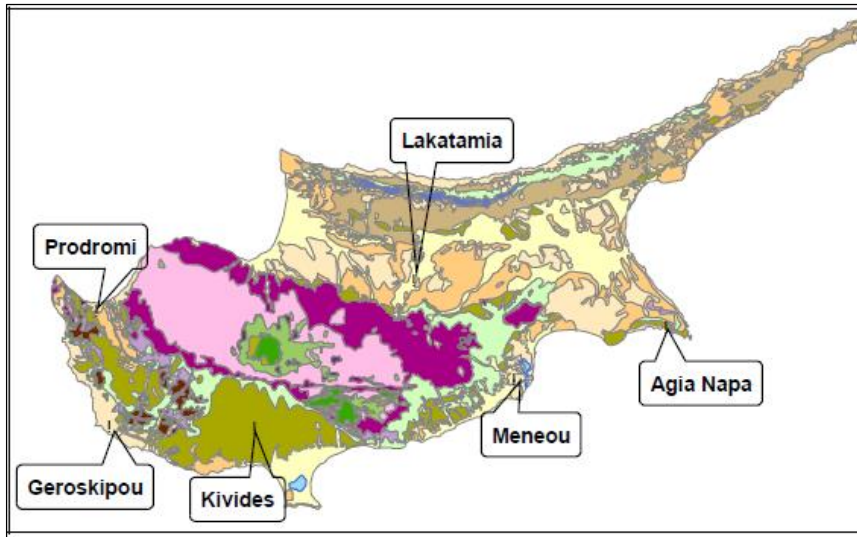 Lakatamia
Prodromi
Agia Napa
Meneou
Geroskipou
Kivides